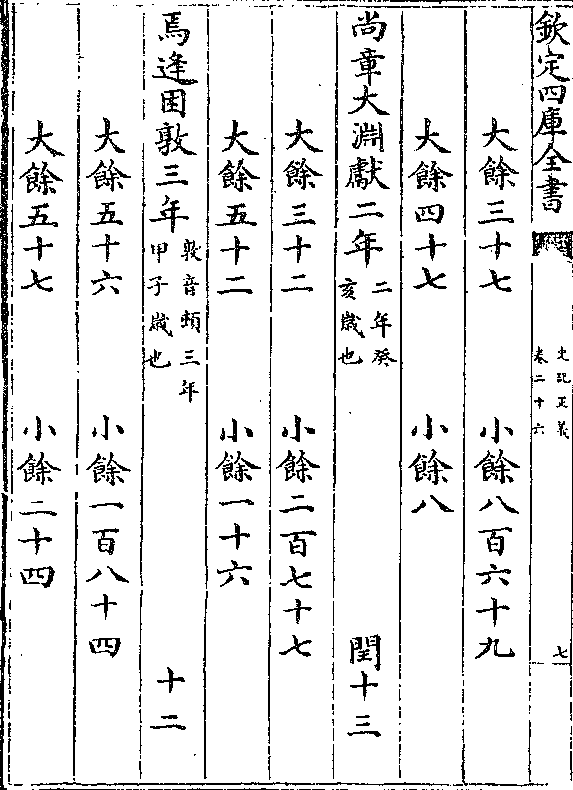 欽定四庫全書
史記正義
卷二十六
七
大餘三十七 小餘八百六十九
大餘四十七 小餘八
尚章大淵獻二年 二年癸亥歲也 閏十三
大餘三十二 小餘二百七十七
大餘五十二 小餘一十六
焉逢困敦三年 敦音頓三年甲子歲也 十二
大餘五十六 小餘一百八十四
大餘五十七 小餘二十四